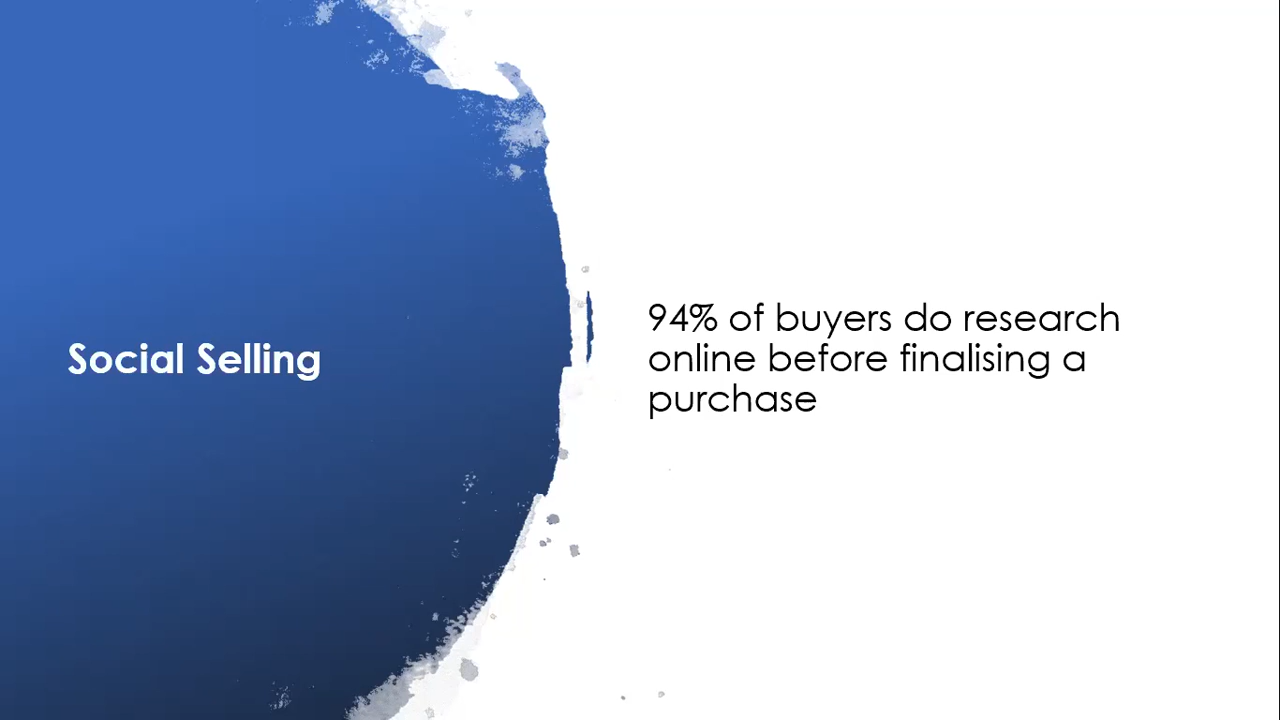 Social Selling
94% of buyers do research
online before finalising a
purchase